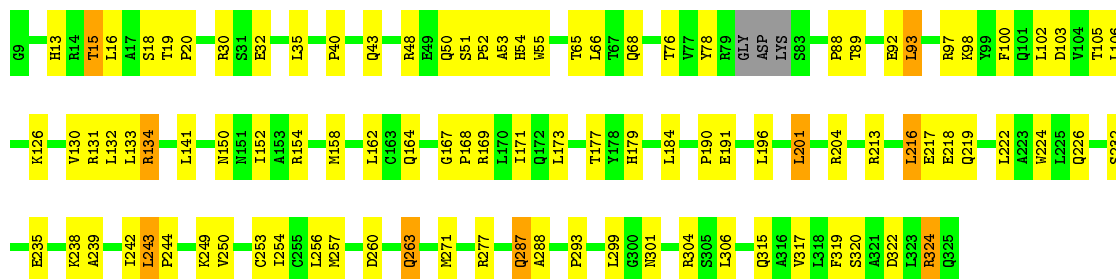 G9 H13 R14 T15 L16 A17 S18 T19 P20 R30 S31 E32 L35 P40 Q43 R48 E49 Q50 S51 P52 A53 H54 W55 T65 L66 T67 Q68 T76 V77 Y78 R79 GLY ASP LYS S83 P88 T89 E92 L93 R97 K98 Y99 F100 Q101 L102 D103 V104 T105
K126 V130 R131 L132 L133 R134 L141 N150 N151 I152 A153 R154 M158 L162 C163 Q164 G167 P168 R169 L170 I171 Q172 L173 T177 Y178 H179 L184 P190 E191 L196 L201 R204 R213 L216 E217 E218 Q219 L222 A223 W224 L225 Q226
E235 K238 A239 I242 L243 P244 K249 V250 C253 I254 C255 L256 M257 D260 Q263 M271 R277 Q287 A288 P293 L299 G300 N301 R304 S305 L306 Q315 A316 V317 L318 F319 S320 A321 D322 L323 R324 Q325